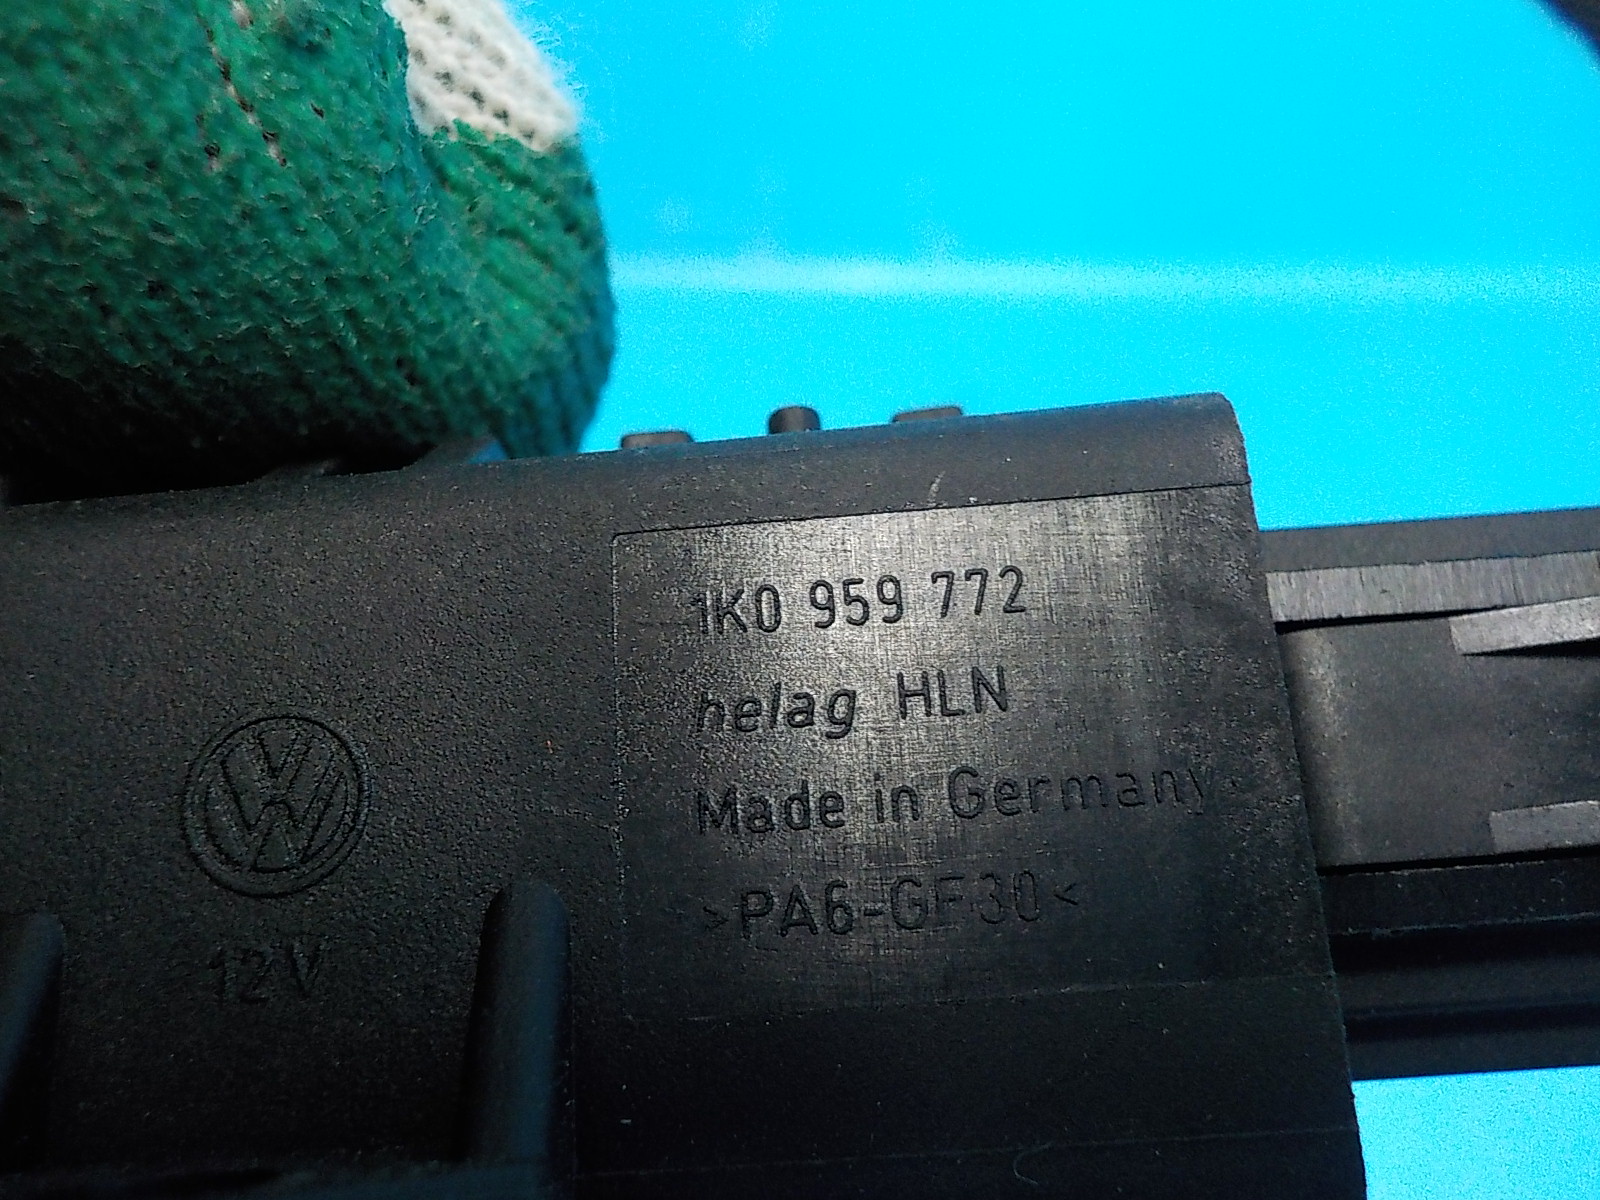 1K0 959 772
helag HLN
Made in Germany
>PA6-GF30<
VW
12V